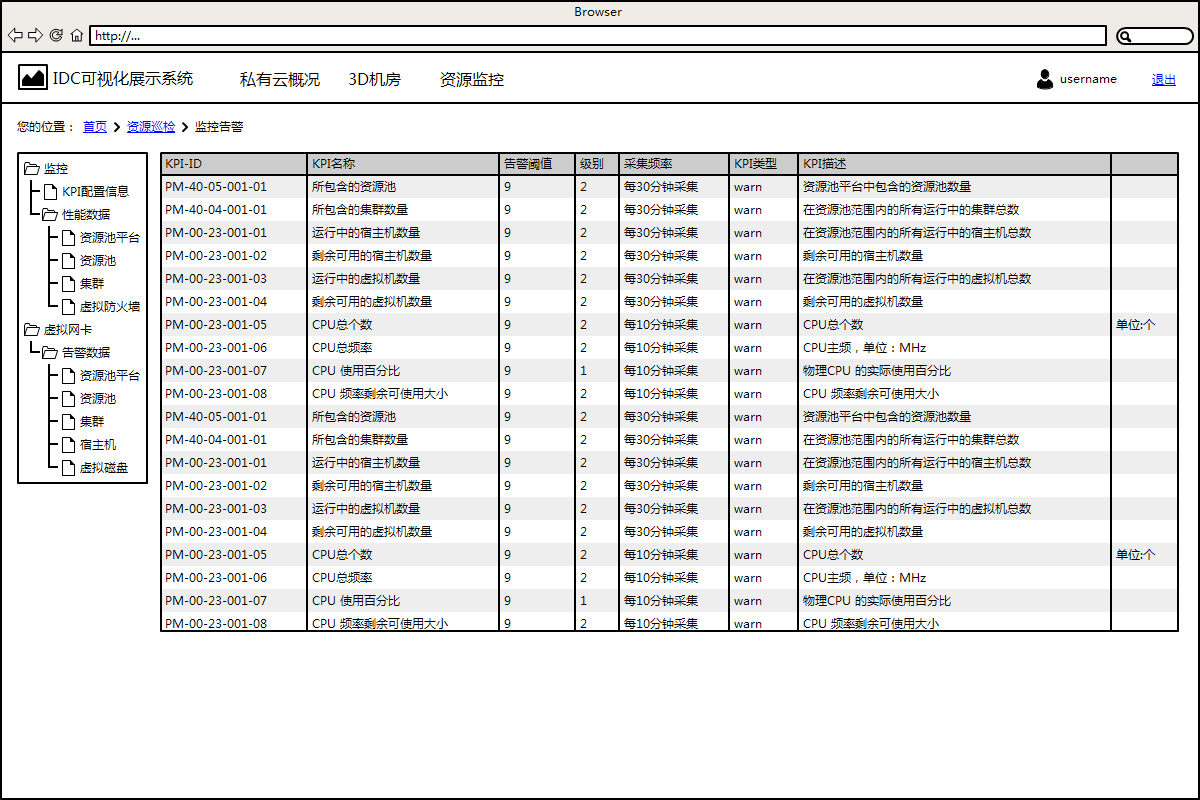 Browser
http://...
IDC可视化展示系统 私有云概况 3D机房 资源监控 username 退出
您的位置： 首页 资源巡检 监控告警
监控
KPI配置信息
性能数据
资源池平台
资源池
集群
虚拟防火墙
虚拟网卡
告警数据
资源池平台
资源池
集群
宿主机
虚拟磁盘
KPI-ID KPI名称 告警阈值 级别 采集频率 KPI类型 KPI描述
PM-40-05-001-01 所包含的资源池 9 2 每30分钟采集 warn 资源池平台中包含的资源池数量
PM-40-04-001-01 所包含的集群数量 9 2 每30分钟采集 warn 在资源池范围内的所有运行中的集群总数
PM-00-23-001-01 运行中的宿主机数量 9 2 每30分钟采集 warn 在资源池范围内的所有运行中的宿主机总数
PM-00-23-001-02 剩余可用的宿主机数量 9 2 每30分钟采集 warn 剩余可用的宿主机数量
PM-00-23-001-03 运行中的虚拟机数量 9 2 每30分钟采集 warn 在资源池范围内的所有运行中的虚拟机总数
PM-00-23-001-04 剩余可用的虚拟机数量 9 2 每30分钟采集 warn 剩余可用的虚拟机数量
PM-00-23-001-05 CPU总个数 9 2 每10分钟采集 warn CPU总个数 单位:个
PM-00-23-001-06 CPU总频率 9 2 每10分钟采集 warn CPU主频，单位：MHz
PM-00-23-001-07 CPU 使用百分比 9 1 每10分钟采集 warn 物理CPU 的实际使用百分比
PM-00-23-001-08 CPU 频率剩余可使用大小 9 2 每10分钟采集 warn CPU 频率剩余可使用大小
PM-40-05-001-01 所包含的资源池 9 2 每30分钟采集 warn 资源池平台中包含的资源池数量
PM-40-04-001-01 所包含的集群数量 9 2 每30分钟采集 warn 在资源池范围内的所有运行中的集群总数
PM-00-23-001-01 运行中的宿主机数量 9 2 每30分钟采集 warn 在资源池范围内的所有运行中的宿主机总数
PM-00-23-001-02 剩余可用的宿主机数量 9 2 每30分钟采集 warn 剩余可用的宿主机数量
PM-00-23-001-03 运行中的虚拟机数量 9 2 每30分钟采集 warn 在资源池范围内的所有运行中的虚拟机总数
PM-00-23-001-04 剩余可用的虚拟机数量 9 2 每30分钟采集 warn 剩余可用的虚拟机数量
PM-00-23-001-05 CPU总个数 9 2 每10分钟采集 warn CPU总个数 单位:个
PM-00-23-001-06 CPU总频率 9 2 每10分钟采集 warn CPU主频，单位：MHz
PM-00-23-001-07 CPU 使用百分比 9 1 每10分钟采集 warn 物理CPU 的实际使用百分比
PM-00-23-001-08 CPU 频率剩余可使用大小 9 2 每10分钟采集 warn CPU 频率剩余可使用大小